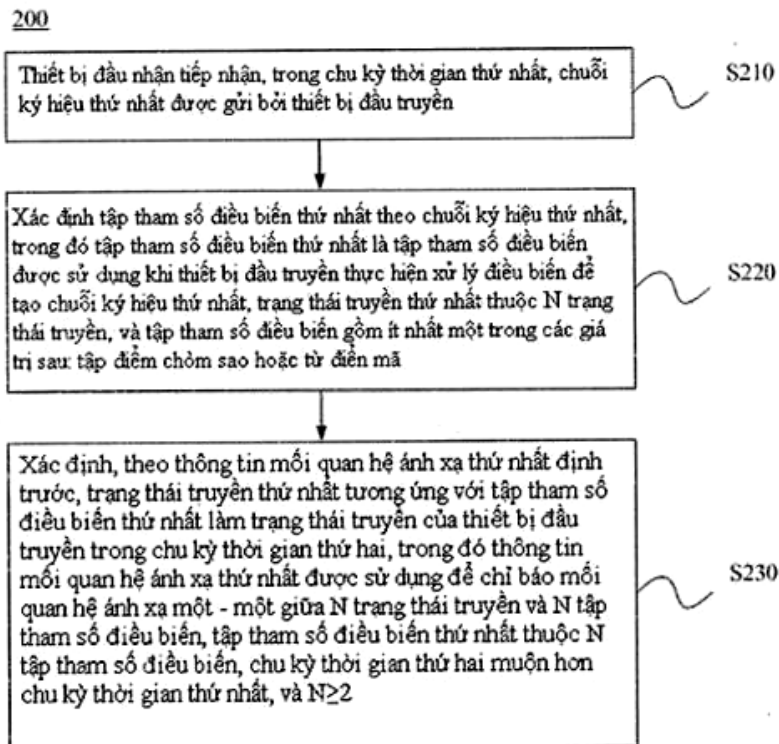 200
Thiết bị đầu nhận tiếp nhận, trong chu kỳ thời gian thứ nhất, chuỗi
ký hiệu thứ nhất được gửi bởi thiết bị đầu truyền
S210
Xác định tập tham số điều biến thứ nhất theo chuỗi ký hiệu thứ nhất,
trong đó tập tham số điều biến thứ nhất là tập tham số điều biến
được sử dụng khi thiết bị đầu truyền thực hiện xử lý điều biến để
tạo chuỗi ký hiệu thứ nhất, trạng thái truyền thứ nhất thuộc N trạng
thái truyền, và tập tham số điều biến gồm ít nhất một trong các giá
trị sau: tập điểm chòm sao hoặc từ điển mã
S220
Xác định, theo thông tin mối quan hệ ánh xạ thứ nhất định
trước, trạng thái truyền thứ nhất tương ứng với tập tham số
điều biến thứ nhất làm trạng thái truyền của thiết bị đầu
truyền trong chu kỳ thời gian thứ hai, trong đó thông tin
mối quan hệ ánh xạ thứ nhất được sử dụng để chỉ báo mối
quan hệ ánh xạ một - một giữa N trạng thái truyền và N tập
tham số điều biến, tập tham số điều biến thứ nhất thuộc N
tập tham số điều biến, chu kỳ thời gian thứ hai muộn hơn
chu kỳ thời gian thứ nhất, và N≥2
S230